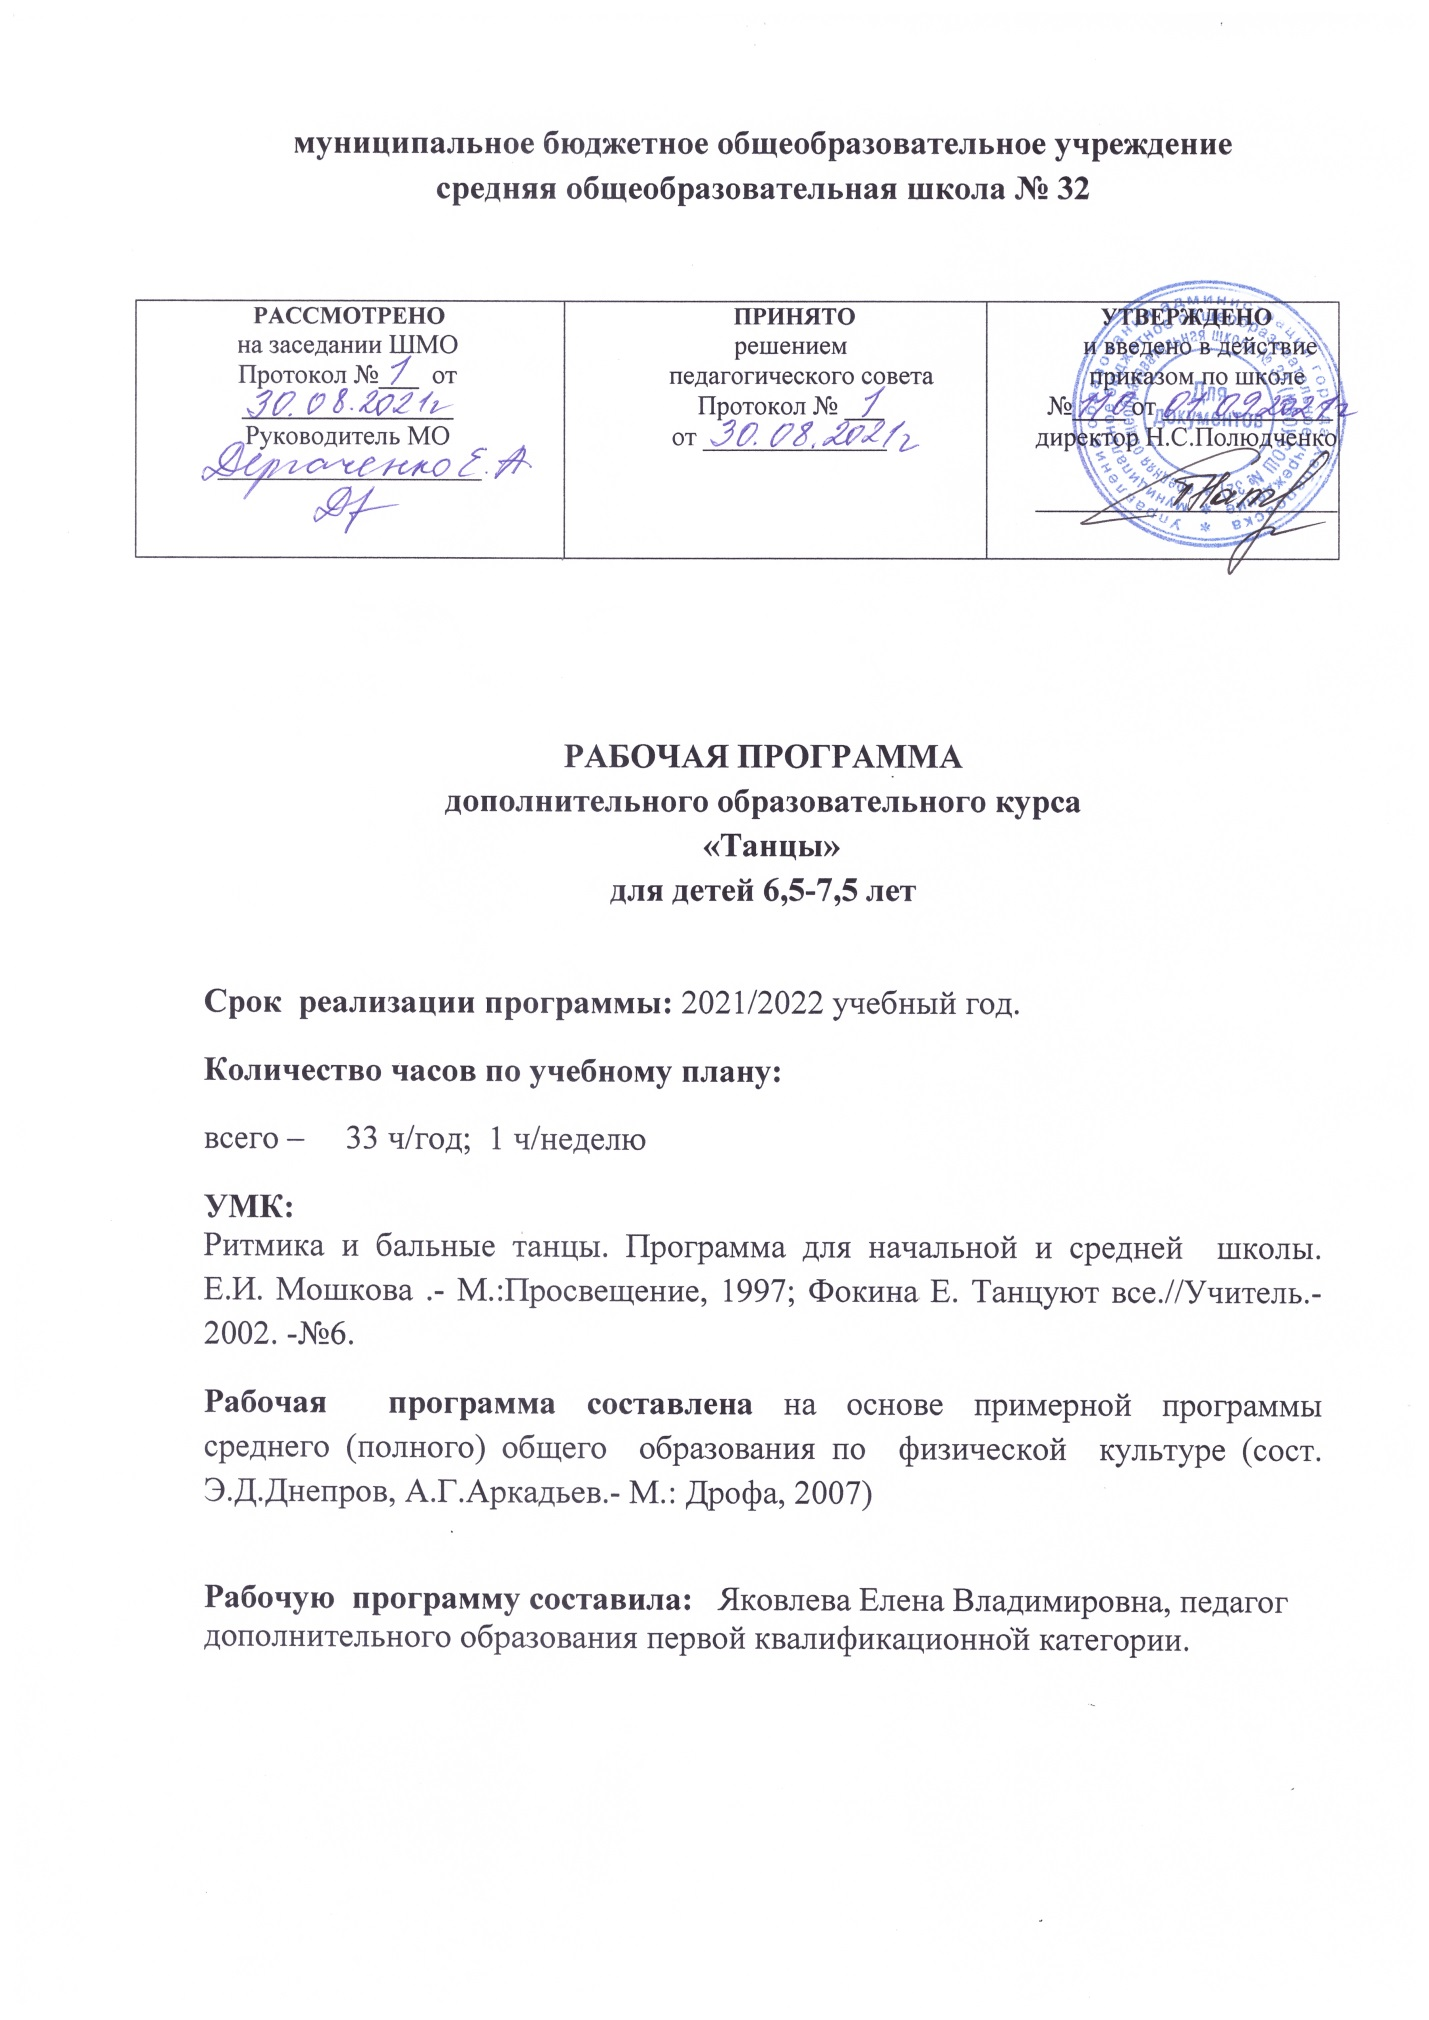 муниципальное бюджетное общеобразовательное учреждение
средняя общеобразовательная школа № 32
РАССМОТРЕНО
на заседании ШМО
Протокол № 1 от
30.08.2021г
Руководитель МО
Дергаченко Е.А
ПРИНЯТО
решением
педагогического совета
Протокол № 1
от 30.08.2021г
УТВЕРЖДЕНО
и введено в действие
приказом по школе
№ от
директор Н.С.Полюдченко
Для
документов
РАБОЧАЯ ПРОГРАММА
дополнительного образовательного курса
«Танцы»
для детей 6,5-7,5 лет
Срок реализации программы: 2021/2022 учебный год.
Количество часов по учебному плану:
всего – 33 ч/год; 1 ч/неделю
УМК:
Ритмика и бальные танцы. Программа для начальной и средней школы.
Е.И. Мошкова .- М.:Просвещение, 1997; Фокина Е. Танцуют все.//Учитель.-
2002. -№6.
Рабочая программа составлена на основе примерной программы
среднего (полного) общего образования по физической культуре (сост.
Э.Д.Днепров, А.Г.Аркадьев.- М.: Дрофа, 2007)
Рабочую программу составила: Яковлева Елена Владимировна, педагог
дополнительного образования первой квалификационной категории.